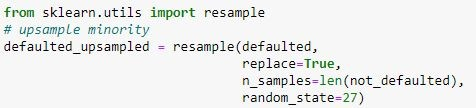 from sklearn.utils import resample
# upsample minority
defaulted_upsampled = resample(defaulted,
                               replace=True,
                               n_samples=len(not_defaulted),
                               random_state=27)